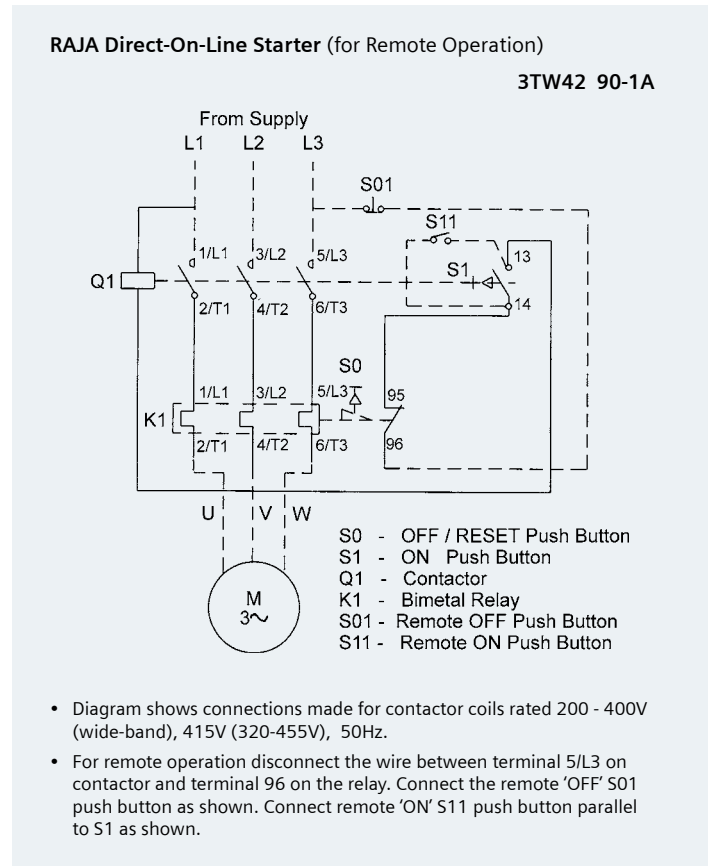 RAJA Direct-On-Line Starter (for Remote Operation)
3TW42 90-1A
From Supply
L1 L2 L3
S01
S11
1/L1 3/L2 5/L3 13
Q1 S1
2/T1 4/T2 6/T3 14
S0
1/L1 3/L2 5/L3 95
K1
2/T1 4/T2 6/T3 96
U V W
M
3~
S0 - OFF / RESET Push Button
S1 - ON Push Button
Q1 - Contactor
K1 - Bimetal Relay
S01 - Remote OFF Push Button
S11 - Remote ON Push Button
• Diagram shows connections made for contactor coils rated 200 - 400V
(wide-band), 415V (320-455V), 50Hz.
• For remote operation disconnect the wire between terminal 5/L3 on
contactor and terminal 96 on the relay. Connect the remote ‘OFF’ S01
push button as shown. Connect remote ‘ON’ S11 push button parallel
to S1 as shown.